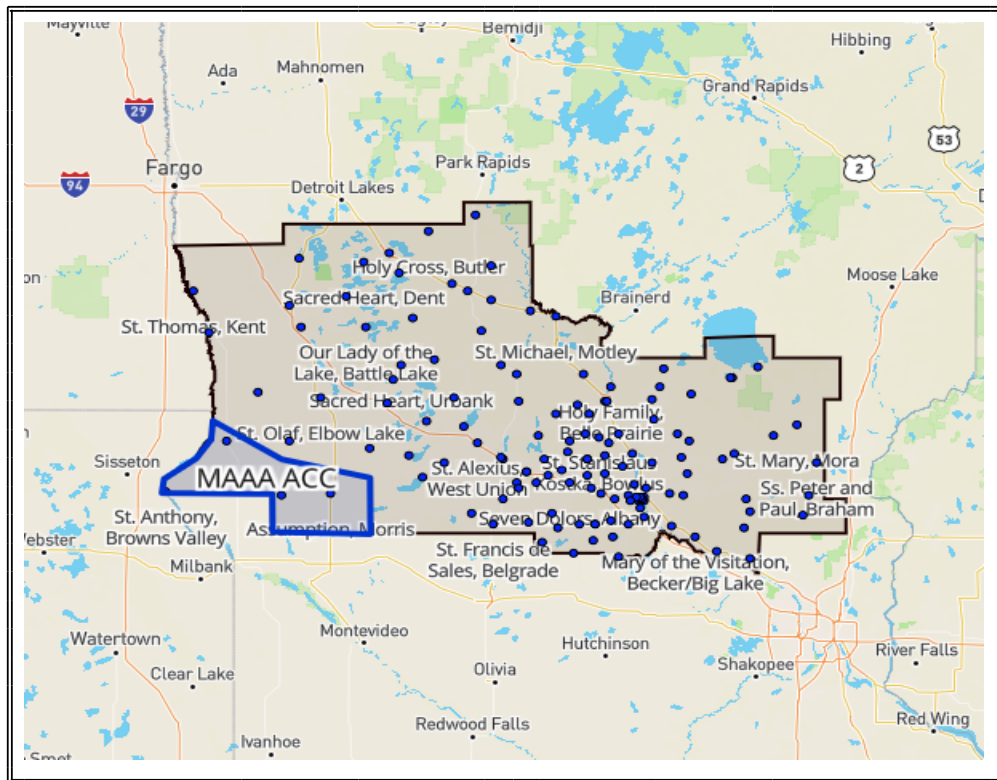 Mayville
Bemidji
Hibbing
Ada
Mahnomen
Grand Rapids
29
53
Fargo
Park Rapids
2
94
Detroit Lakes
Moose Lake
Holy Cross, Butler
Brainerd
Sacred Heart, Dent
St. Thomas, Kent
Our Lady of the
Lake, Battle Lake
St. Michael, Motley
Sacred Heart, Urbank
Holy Family,
Belle Prairie
St. Olaf, Elbow Lake
Sisseton
MAAA ACC
St. Alexius,
West Union
St. Stanislaus
Kostka, Bowlus
St. Mary, Mora
Ss. Peter and
Paul, Braham
St. Anthony,
Browns Valley
Assumption, Morris
Seven Dolors, Albany
Webster
Milbank
St. Francis de
Sales, Belgrade
Mary of the Visitation,
Becker/Big Lake
Montevideo
Hutchinson
Watertown
Clear Lake
Olivia
Shakopee
River Falls
Redwood Falls
Red Wing
Ivanhoe
Smet